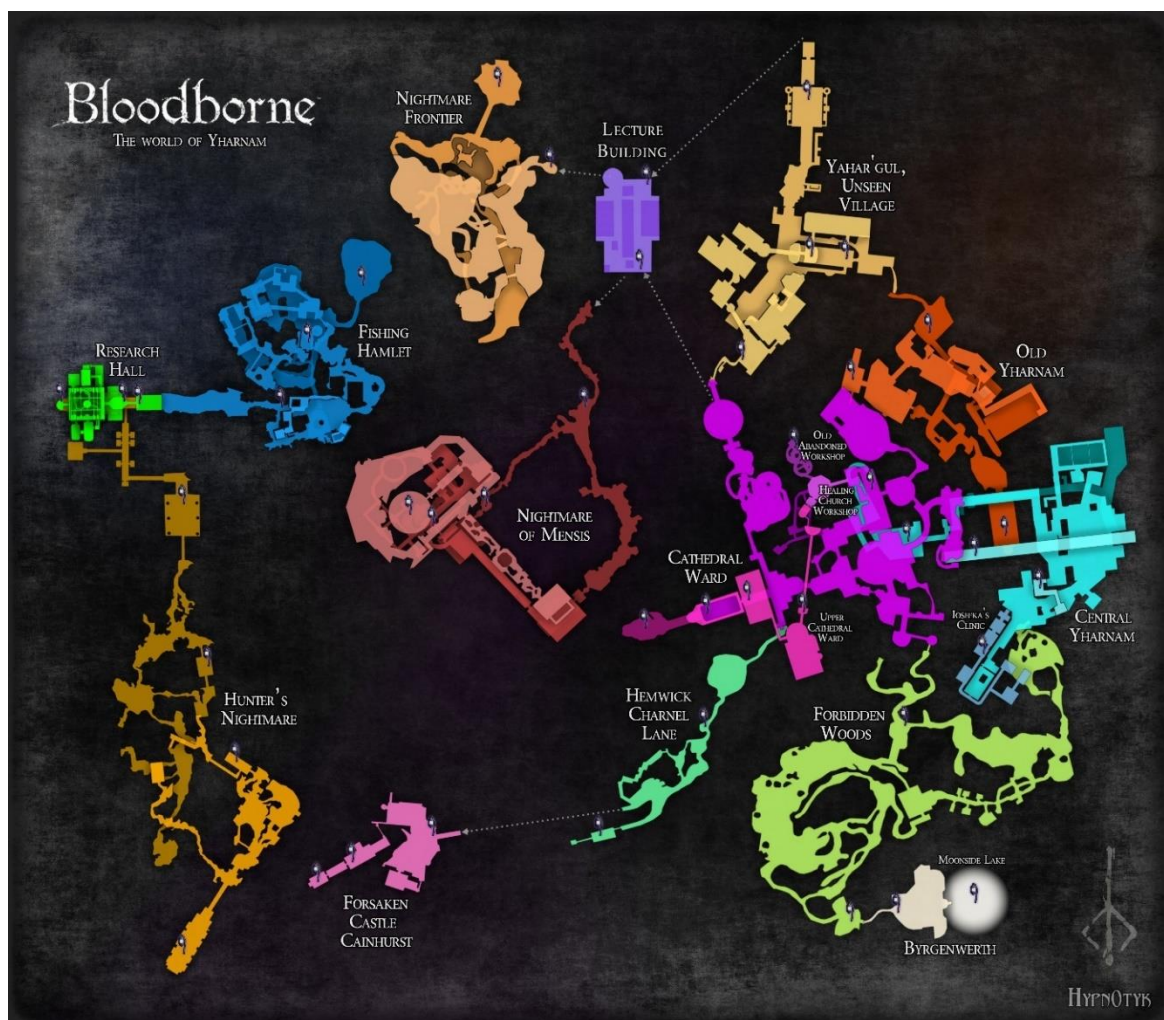 Bloodborne
The world of Yharnam
Nightmare
Frontier
Lecture
Building
Yahar'gul,
Unseen
Village
Fishing
Hamlet
Research
Hall
Old
Yharnam
Old
Abandoned
Workshop
Healing
Church
Workshop
Nightmare
of Mensis
Cathedral
Ward
Upper
Cathedral
Ward
Iosefka's
Clinic
Central
Yharnam
Hunter's
Nightmare
Hemwick
Charnel
Lane
Forbidden
Woods
Forsaken
Castle
Cainhurst
Moonside Lake
Byrgenwerth
Hypn0tyk